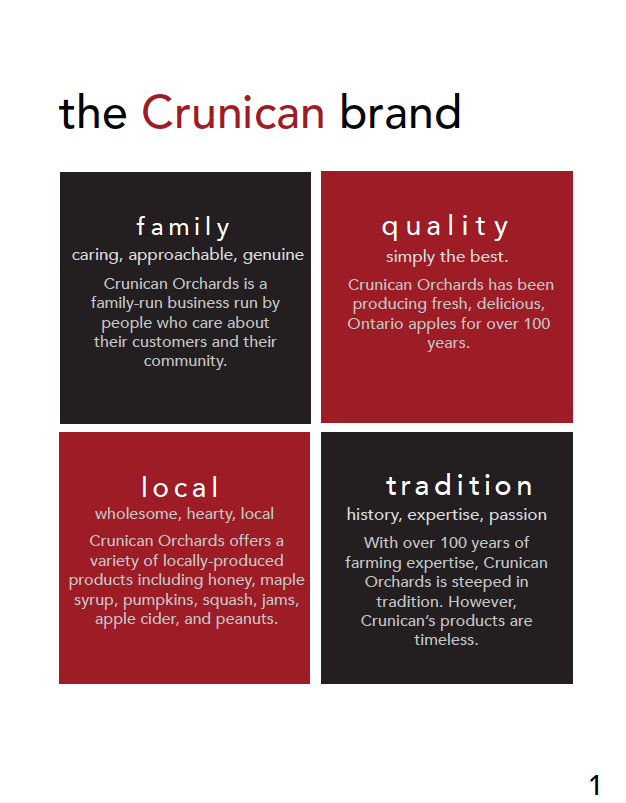 the Crunican brand
family
caring, approachable, genuine
Crunican Orchards is a
family-run business run by
people who care about
their customers and their
community.
quality
simply the best.
Crunican Orchards has been
producing fresh, delicious,
Ontario apples for over 100
years.
local
wholesome, hearty, local
Crunican Orchards offers a
variety of locally-produced
products including honey, maple
syrup, pumpkins, squash, jams,
apple cider, and peanuts.
tradition
history, expertise, passion
With over 100 years of
farming expertise, Crunican
Orchards is steeped in
tradition. However,
Crunican's products are
timeless.
1